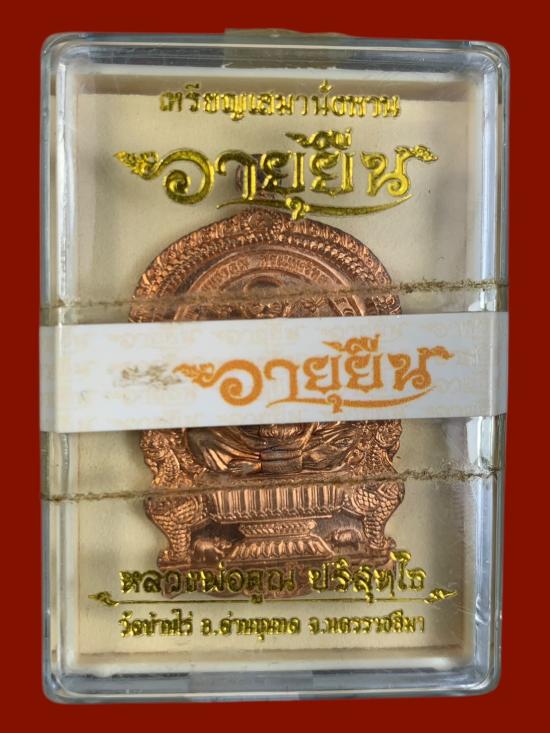 เหรียญเสมานั่งพาน
อายุยืน
อายุยืน
หลวงพ่อคูณ ปริสุทฺโธ
วัดบ้านไร่ อ.ด่านขุนทด จ.นครราชสีมา